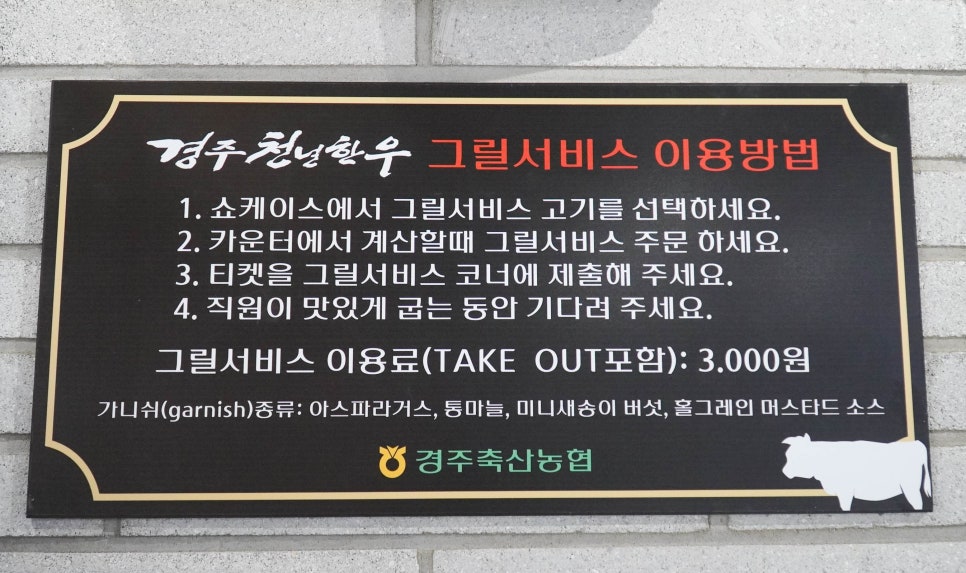 경주 천년한우 그릴서비스 이용방법
1. 쇼케이스에서 그릴서비스 고기를 선택하세요.
2. 카운터에서 계산할때 그릴서비스 주문 하세요.
3. 티켓을 그릴서비스 코너에 제출해 주세요.
4. 직원이 맛있게 굽는 동안 기다려 주세요.
그릴서비스 이용료(TAKE OUT포함): 3.000원
가니쉬(garnish)종류: 아스파라거스, 통마늘, 미니새송이 버섯, 홀그레인 머스타드 소스
경주축산농협